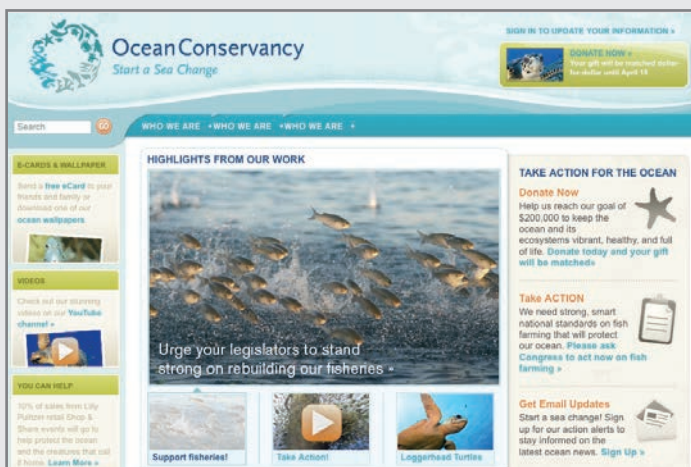 OceanConservancy
Start a Sea Change
SIGN IN TO UPDATE YOUR INFORMATION »
DONATE NOW »
Your gift will be matched dollar-
for-dollar until April 15
Search
GO
WHO WE ARE
WHO WE ARE
WHO WE ARE
E-CARDS & WALLPAPER
Send a free eCard to your
friends and family or
download one of our
ocean wallpapers
VIDEOS
Check out our stunning
videos on our YouTube
channel »
YOU CAN HELP
10% of sales from Lilly
Pulitzer retail Shop &
Share events will go to
help protect the ocean
and the creatures that call
it home. Learn More »
HIGHLIGHTS FROM OUR WORK
Urge your legislators to stand
strong on rebuilding our fisheries »
Support fisheries!
Take Action!
Loggerhead Turtles
TAKE ACTION FOR THE OCEAN
Donate Now
Help us reach our goal of
$200,000 to keep the
ocean and its
ecosystems vibrant, healthy, and full
of life. Donate today and your gift
will be matched»
Take ACTION
We need strong, smart
national standards on fish
farming that will protect
our ocean. Please ask
Congress to act now on fish
farming »
Get Email Updates
Start a sea change! Sign
up for our action alerts to
stay informed on the
latest ocean news. Sign Up »